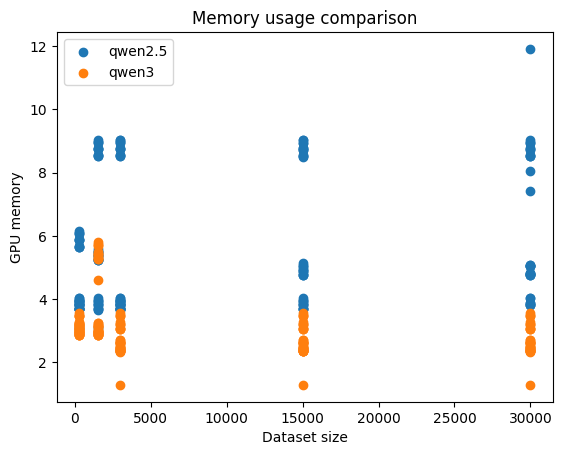 Memory usage comparison
qwen2.5
qwen3
GPU memory
12
10
8
6
4
2
0 5000 10000 15000 20000 25000 30000
Dataset size